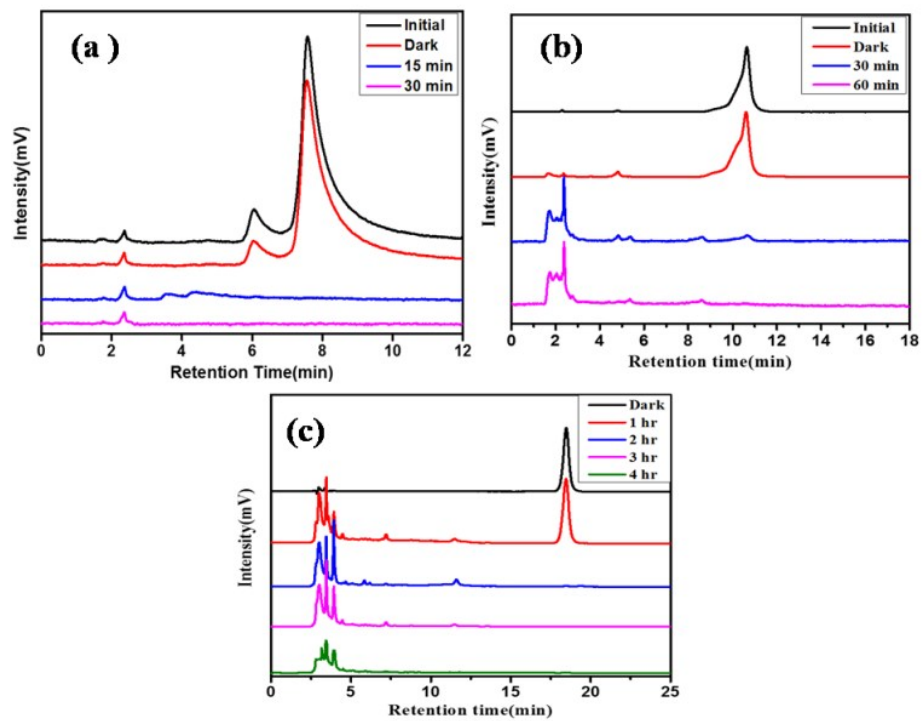 (a )
Initial
Dark
15 min
30 min
Intensity(mV)
0 2 4 6 8 10 12
Retention Time(min)
(b)
Initial
Dark
30 min
60 min
Intensity(mV)
0 2 4 6 8 10 12 14 16 18
Retention time(min)
(c)
Dark
1 hr
2 hr
3 hr
4 hr
Intensity(mV)
0 5 10 15 20 25
Retention time(min)